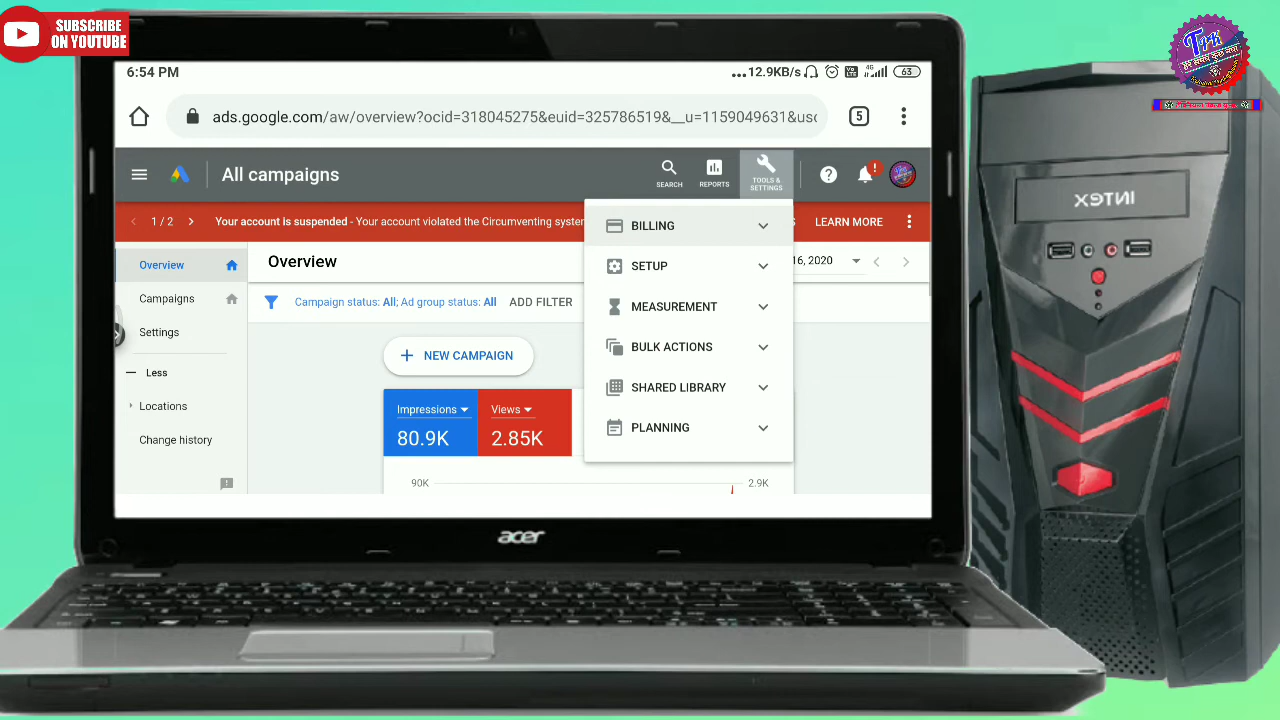 SUBSCRIBE
ON YOUTUBE
6:54 PM
...12.9KB/s
4G
63
ads.google.com/aw/overview?ocid=318045275&euid=325786519&__u=1159049631&usc
5
All campaigns
SEARCH
REPORTS
TOOLS &
SETTINGS
!
1 / 2
Your account is suspended - Your account violated the Circumventing system
S
LEARN MORE
BILLING
SETUP
MEASUREMENT
BULK ACTIONS
SHARED LIBRARY
PLANNING
Overview
Campaigns
Settings
Less
Locations
Change history
Overview
16, 2020
Campaign status: All; Ad group status: All
ADD FILTER
NEW CAMPAIGN
Impressions
80.9K
Views
2.85K
90K
2.9K
acer
INTEX